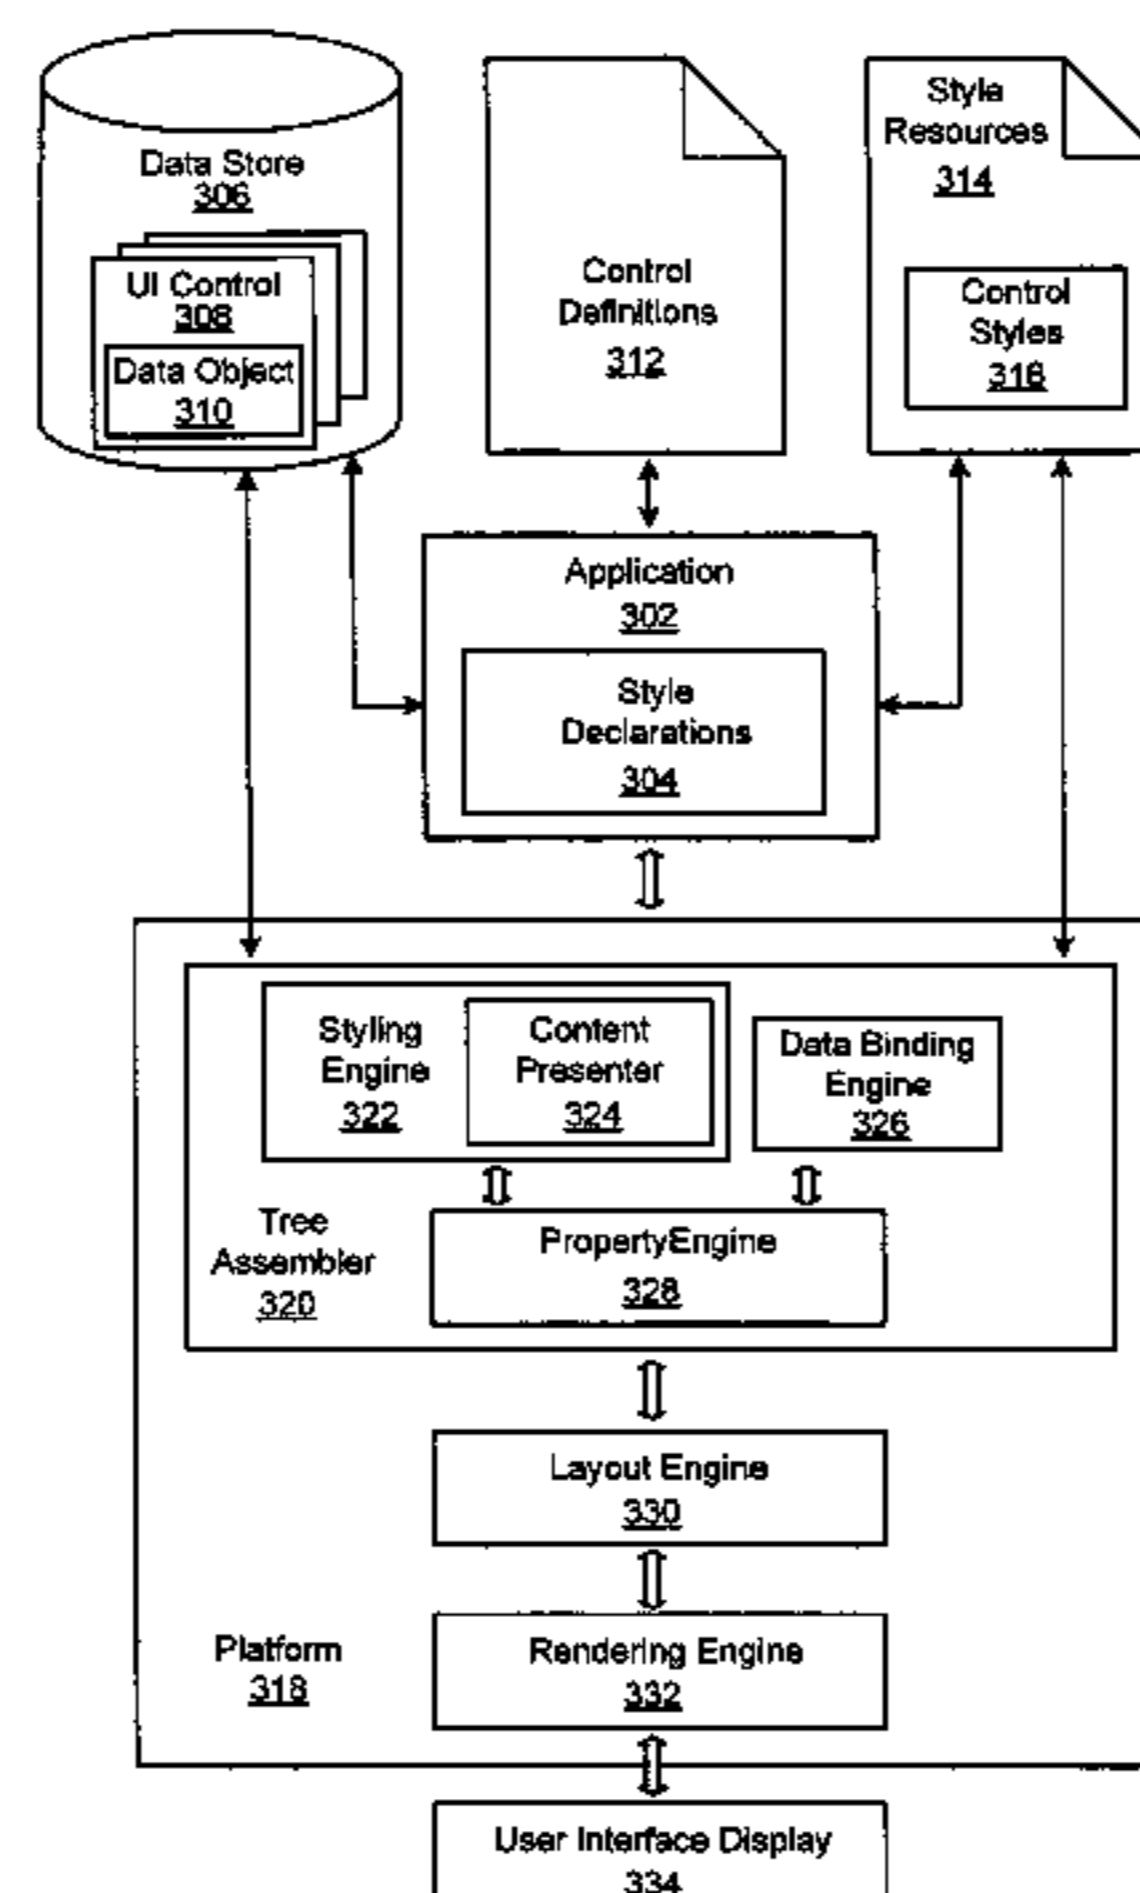 Data Store
306
UI Control
308
Data Object
310
Control
Definitions
312
Style
Resources
314
Control
Styles
316
Application
302
Style
Declarations
304
Styling
Engine
322
Content
Presenter
324
Data Binding
Engine
326
Tree
Assembler
320
PropertyEngine
328
Layout Engine
330
Platform
318
Rendering Engine
332
User Interface Display
334